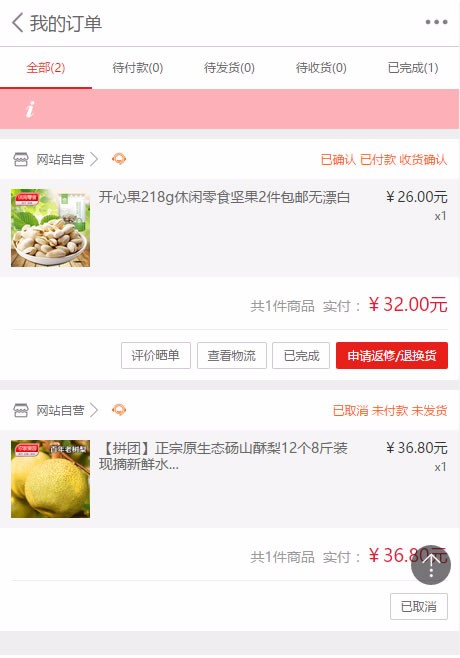 我的订单
全部(2) 待付款(0) 待发货(0) 待收货(0) 已完成(1)
i
网站自营 已确认 已付款 收货确认
开心果218g休闲零食坚果2件包邮无漂白 ¥26.00元
x1
共1件商品 实付： ¥32.00元
评价晒单 查看物流 已完成 申请返修/退换货
网站自营 已取消 未付款 未发货
【拼团】正宗原生态砀山酥梨12个8斤装 ¥36.80元
现摘新鲜水... x1
百年老树梨
共1件商品 实付： ¥36.80元
已取消